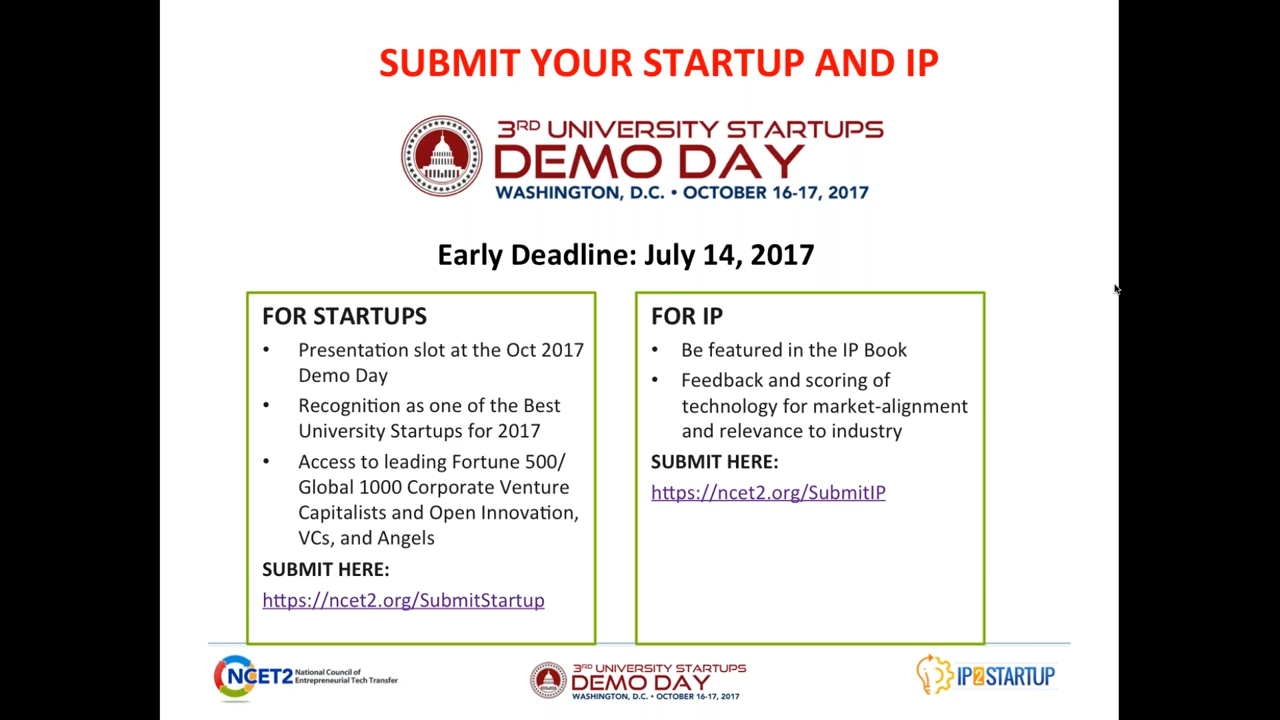 SUBMIT YOUR STARTUP AND IP
3RD UNIVERSITY STARTUPS
DEMO DAY
WASHINGTON, D.C. • OCTOBER 16-17, 2017
Early Deadline: July 14, 2017
FOR STARTUPS
• Presentation slot at the Oct 2017
Demo Day
• Recognition as one of the Best
University Startups for 2017
• Access to leading Fortune 500/
Global 1000 Corporate Venture
Capitalists and Open Innovation,
VCs, and Angels
SUBMIT HERE:
https://ncet2.org/SubmitStartup
FOR IP
• Be featured in the IP Book
• Feedback and scoring of
technology for market-alignment
and relevance to industry
SUBMIT HERE:
https://ncet2.org/SubmitIP
NCET2 National Council of
Entrepreneurial Tech Transfer
3RD UNIVERSITY STARTUPS
DEMO DAY
WASHINGTON, D.C. • OCTOBER 16-17, 2017
IP2STARTUP